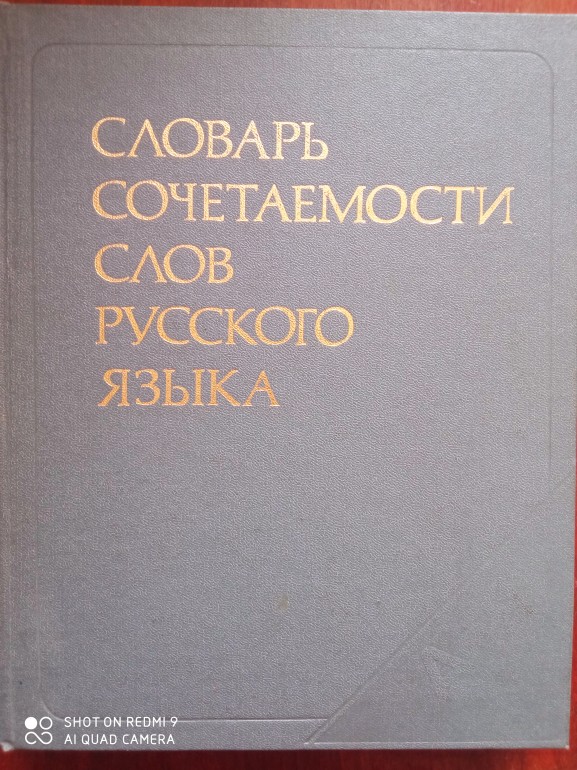 СЛОВАРЬ
СОЧЕТАЕМОСТИ
СЛОВ
РУССКОГО
ЯЗЫКА
SHOT ON REDMI 9
AI QUAD CAMERA